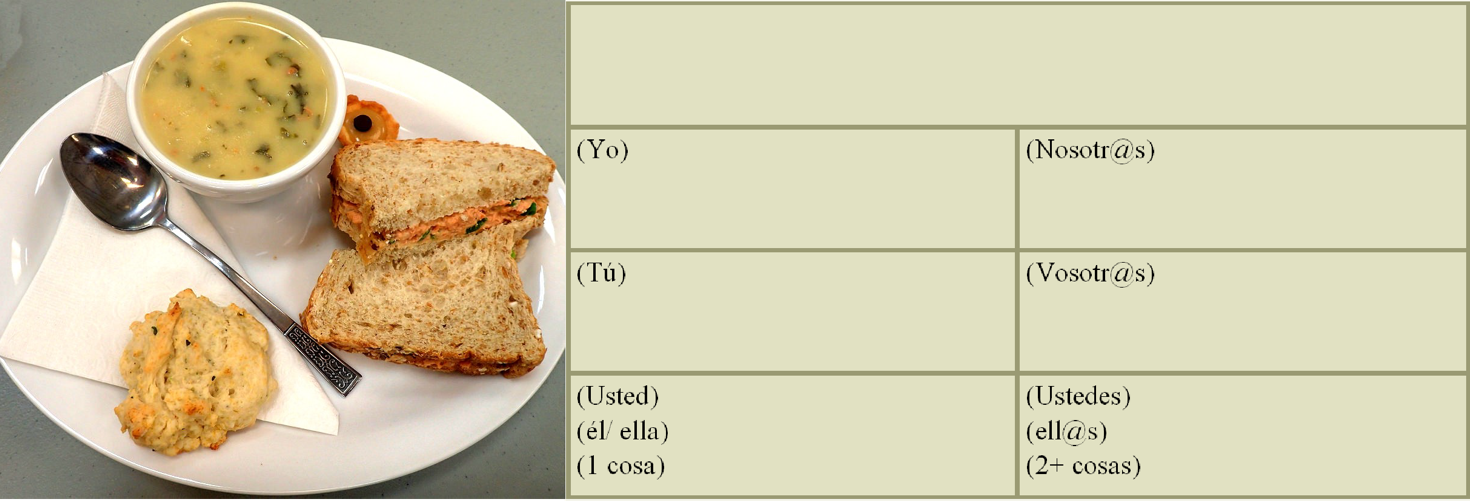 (Yo)
(Nosotr@s)
(Tú)
(Vosotr@s)
(Usted)
(él/ ella)
(1 cosa)
(Ustedes)
(ell@s)
(2+ cosas)